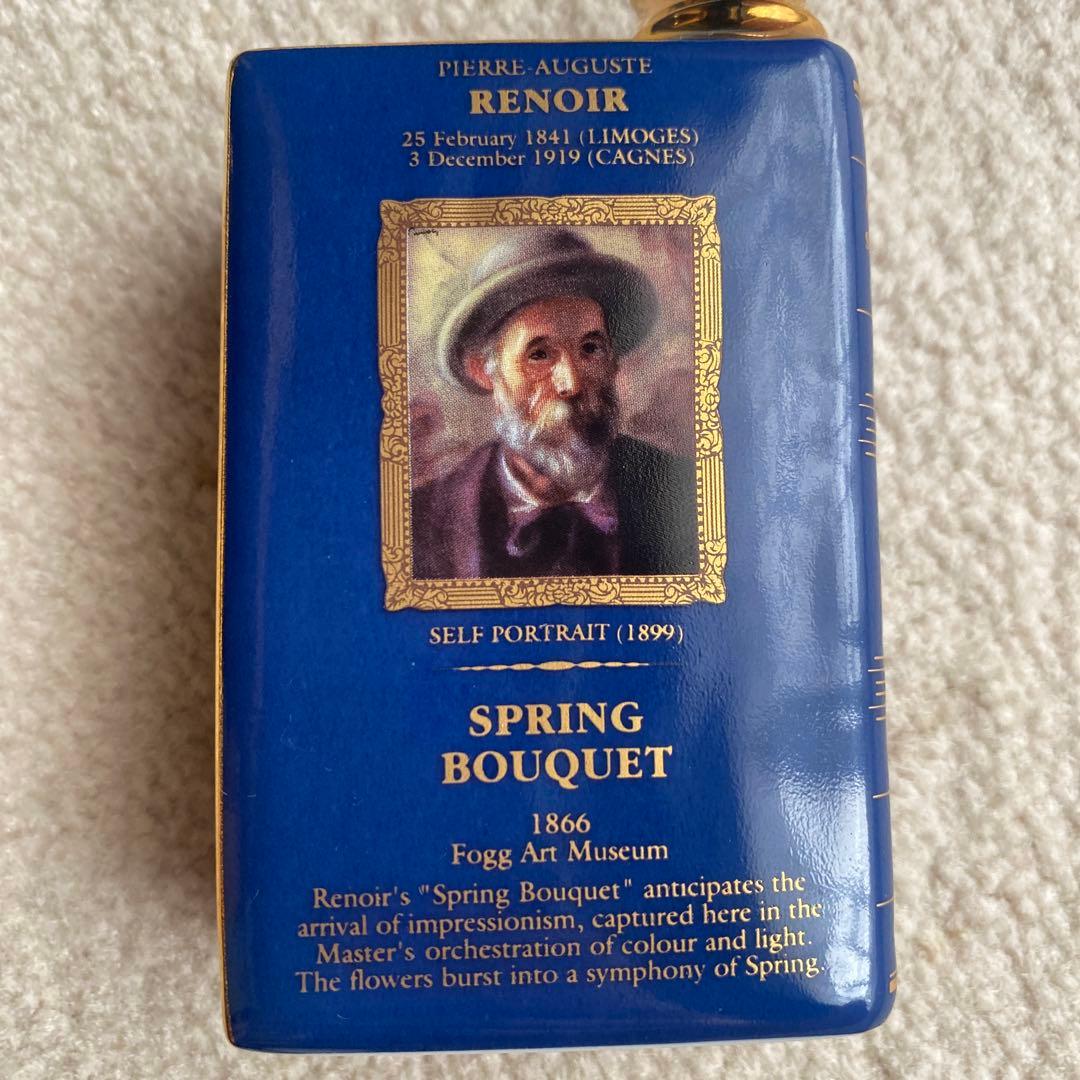 PIERRE-AUGUSTE
RENOIR
25 February 1841 (LIMOGES)
3 December 1919 (CAGNES)
SELF PORTRAIT (1899)
SPRING
BOUQUET
1866
Fogg Art Museum
Renoir's "Spring Bouquet" anticipates the
arrival of impressionism, captured here in the
Master's orchestration of colour and light.
The flowers burst into a symphony of Spring.